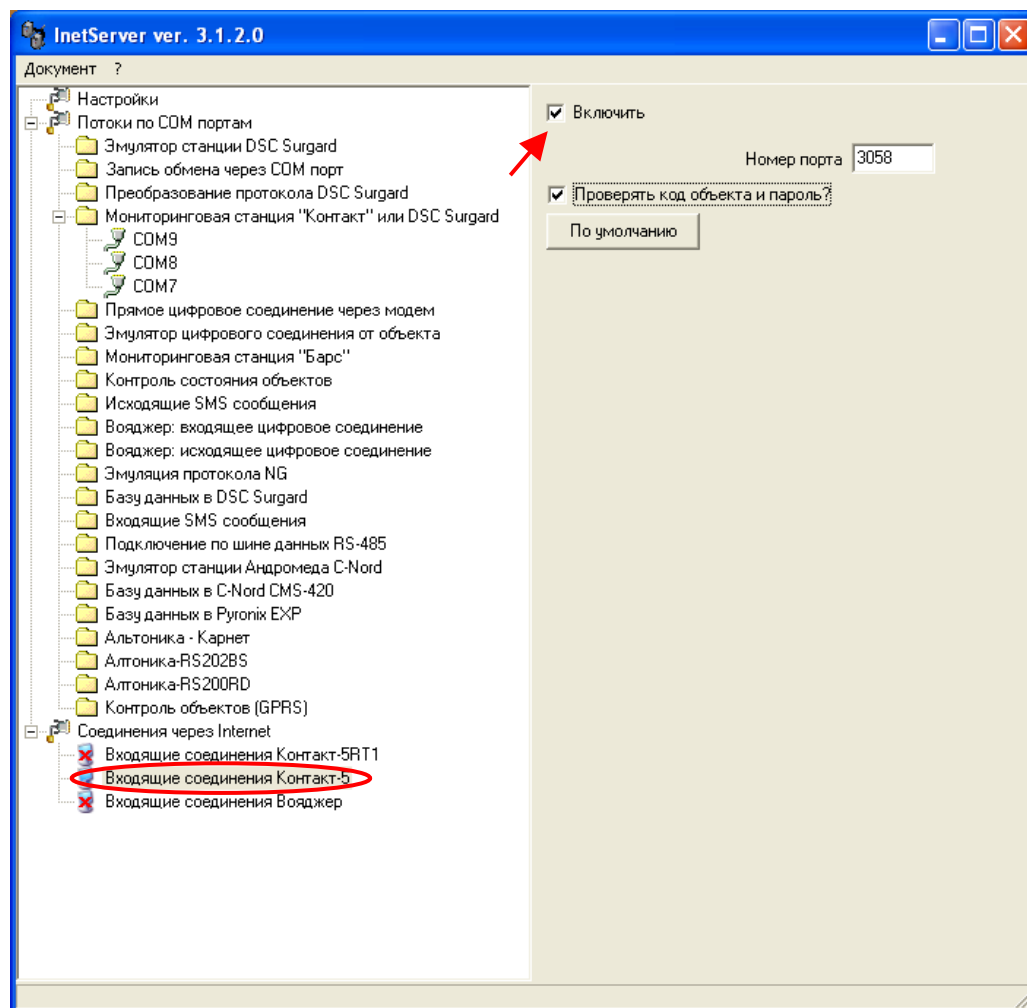 InetServer ver. 3.1.2.0
Документ ?
Настройки
Потоки по COM портам
Эмулятор станции DSC Surgard
Запись обмена через COM порт
Преобразование протокола DSC Surgard
Мониторинговая станция "Контакт" или DSC Surgard
COM9
COM8
COM7
Прямое цифровое соединение через модем
Эмулятор цифрового соединения от объекта
Мониторинговая станция "Барс"
Контроль состояния объектов
Исходящие SMS сообщения
Вояджер: входящее цифровое соединение
Вояджер: исходящее цифровое соединение
Эмуляция протокола NG
Базу данных в DSC Surgard
Входящие SMS сообщения
Подключение по шине данных RS-485
Эмулятор станции Андромеда C-Nord
Базу данных в C-Nord CMS-420
Базу данных в Pyronix EXP
Альтоника - Карнет
Алтоника-RS202BS
Алтоника-RS200RD
Контроль объектов (GPRS)
Соединения через Internet
Входящие соединения Контакт-5RT1
Входящие соединения Контакт-5
Входящие соединения Вояджер
Включить
Номер порта 3058
Проверять код объекта и пароль?
По умолчанию